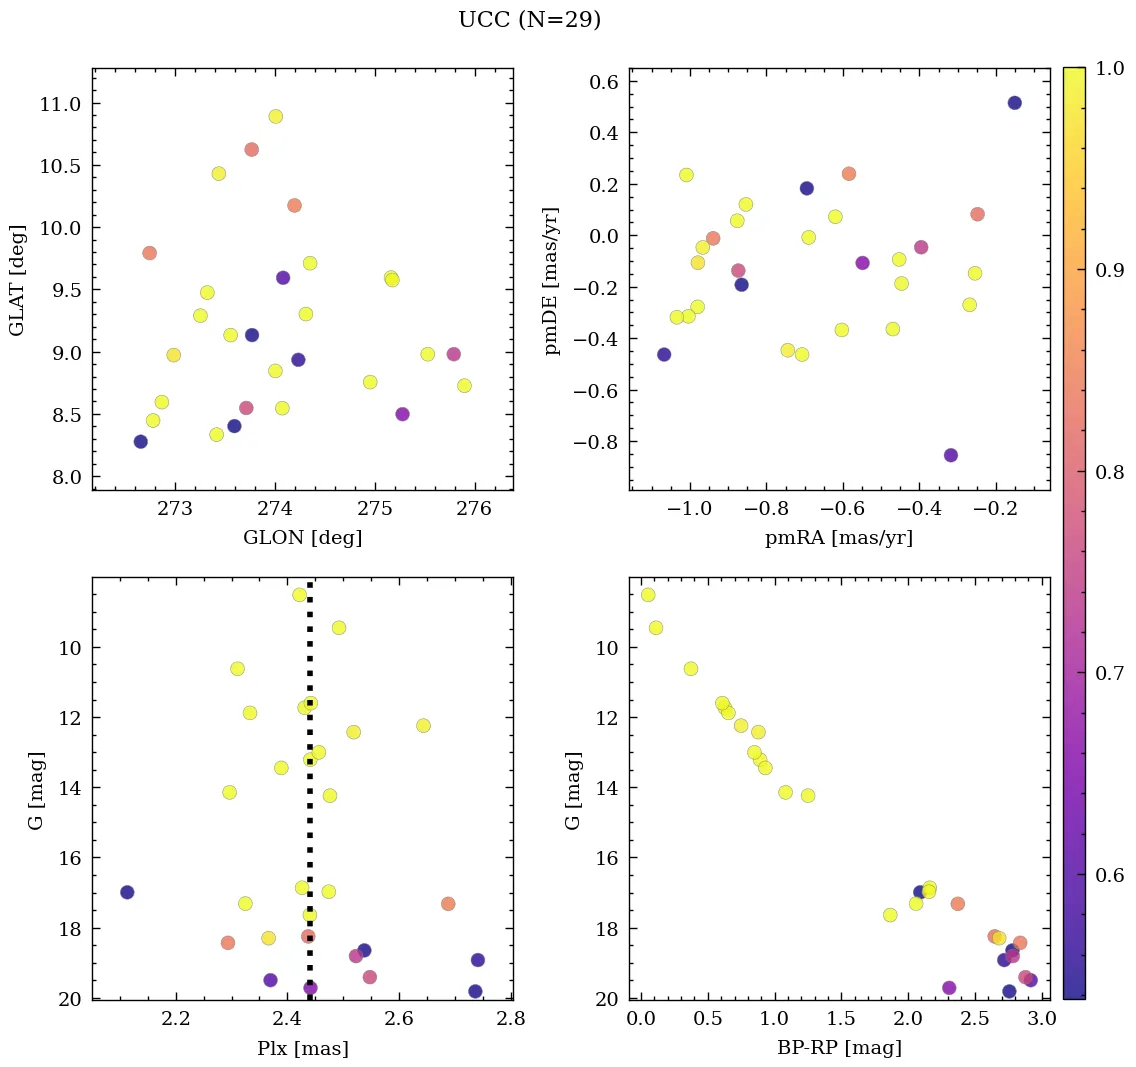 UCC (N=29)
11.0
10.5
10.0
9.5
9.0
8.5
8.0
GLAT [deg]
273 274 275 276
GLON [deg]
0.6
0.4
0.2
0.0
−0.2
−0.4
−0.6
−0.8
pmDE [mas/yr]
−1.0 −0.8 −0.6 −0.4 −0.2
pmRA [mas/yr]
10
12
14
16
18
20
G [mag]
2.2 2.4 2.6 2.8
Plx [mas]
10
12
14
16
18
20
G [mag]
0.0 0.5 1.0 1.5 2.0 2.5 3.0
BP-RP [mag]
1.0
0.9
0.8
0.7
0.6